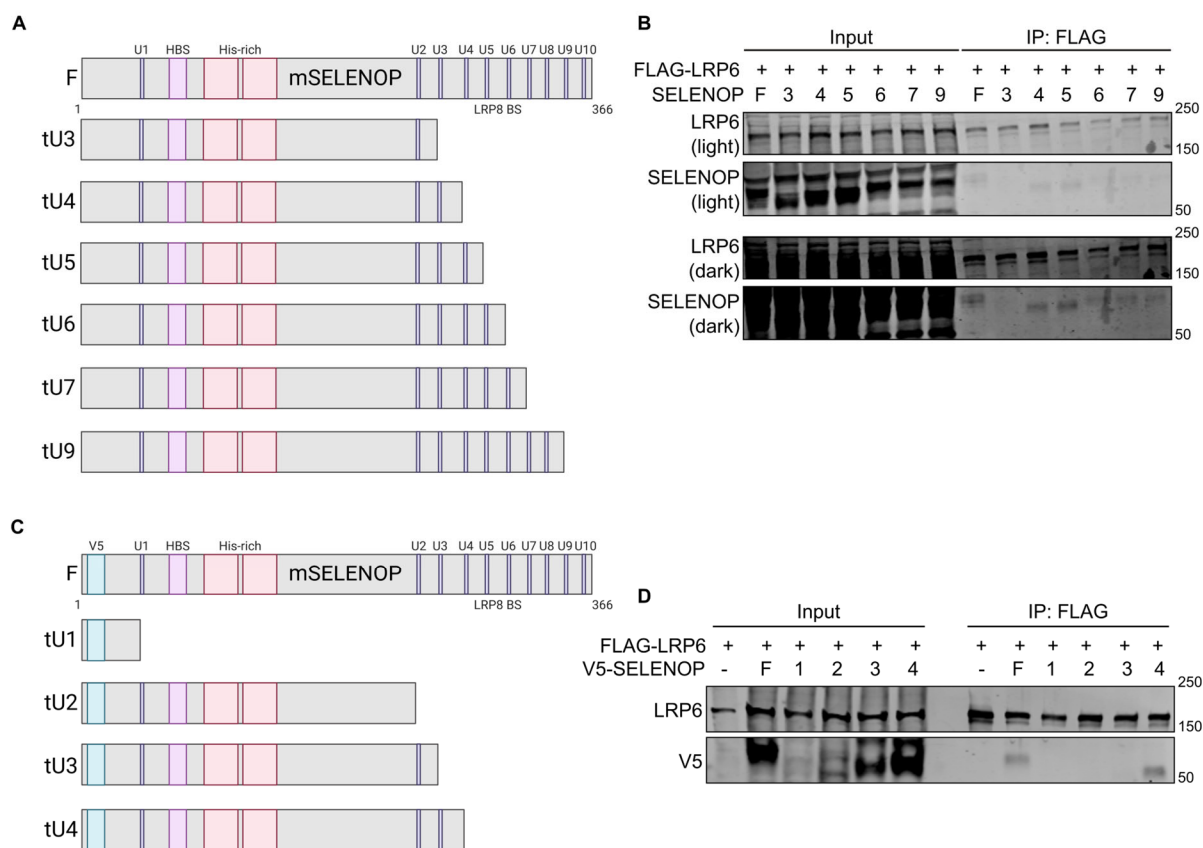 A
U1 HBS His-rich U2 U3 U4 U5 U6 U7 U8 U9 U10
F mSELENOP
1 LRP8 BS 366
tU3
tU4
tU5
tU6
tU7
tU9
B
Input IP: FLAG
FLAG-LRP6 + + + + + + + + + + + + + +
SELENOP F 3 4 5 6 7 9 F 3 4 5 6 7 9
250
LRP6
(light)
150
SELENOP
(light)
50
250
LRP6
(dark)
150
SELENOP
(dark)
50
C
V5 U1 HBS His-rich U2 U3 U4 U5 U6 U7 U8 U9 U10
F mSELENOP
1 LRP8 BS 366
tU1
tU2
tU3
tU4
D
Input IP: FLAG
FLAG-LRP6 + + + + + + + + + + + +
V5-SELENOP - F 1 2 3 4 - F 1 2 3 4
250
LRP6
150
V5
50